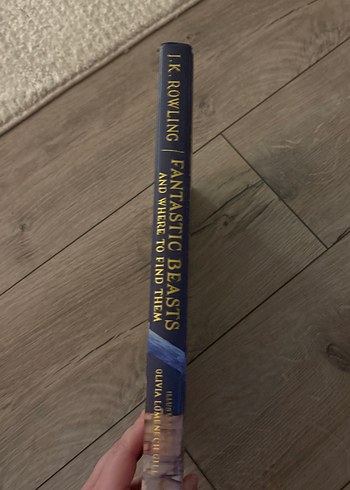 J.K. ROWLING
FANTASTIC BEASTS
AND WHERE TO FIND THEM
OLIVIA LOMENECH GILL